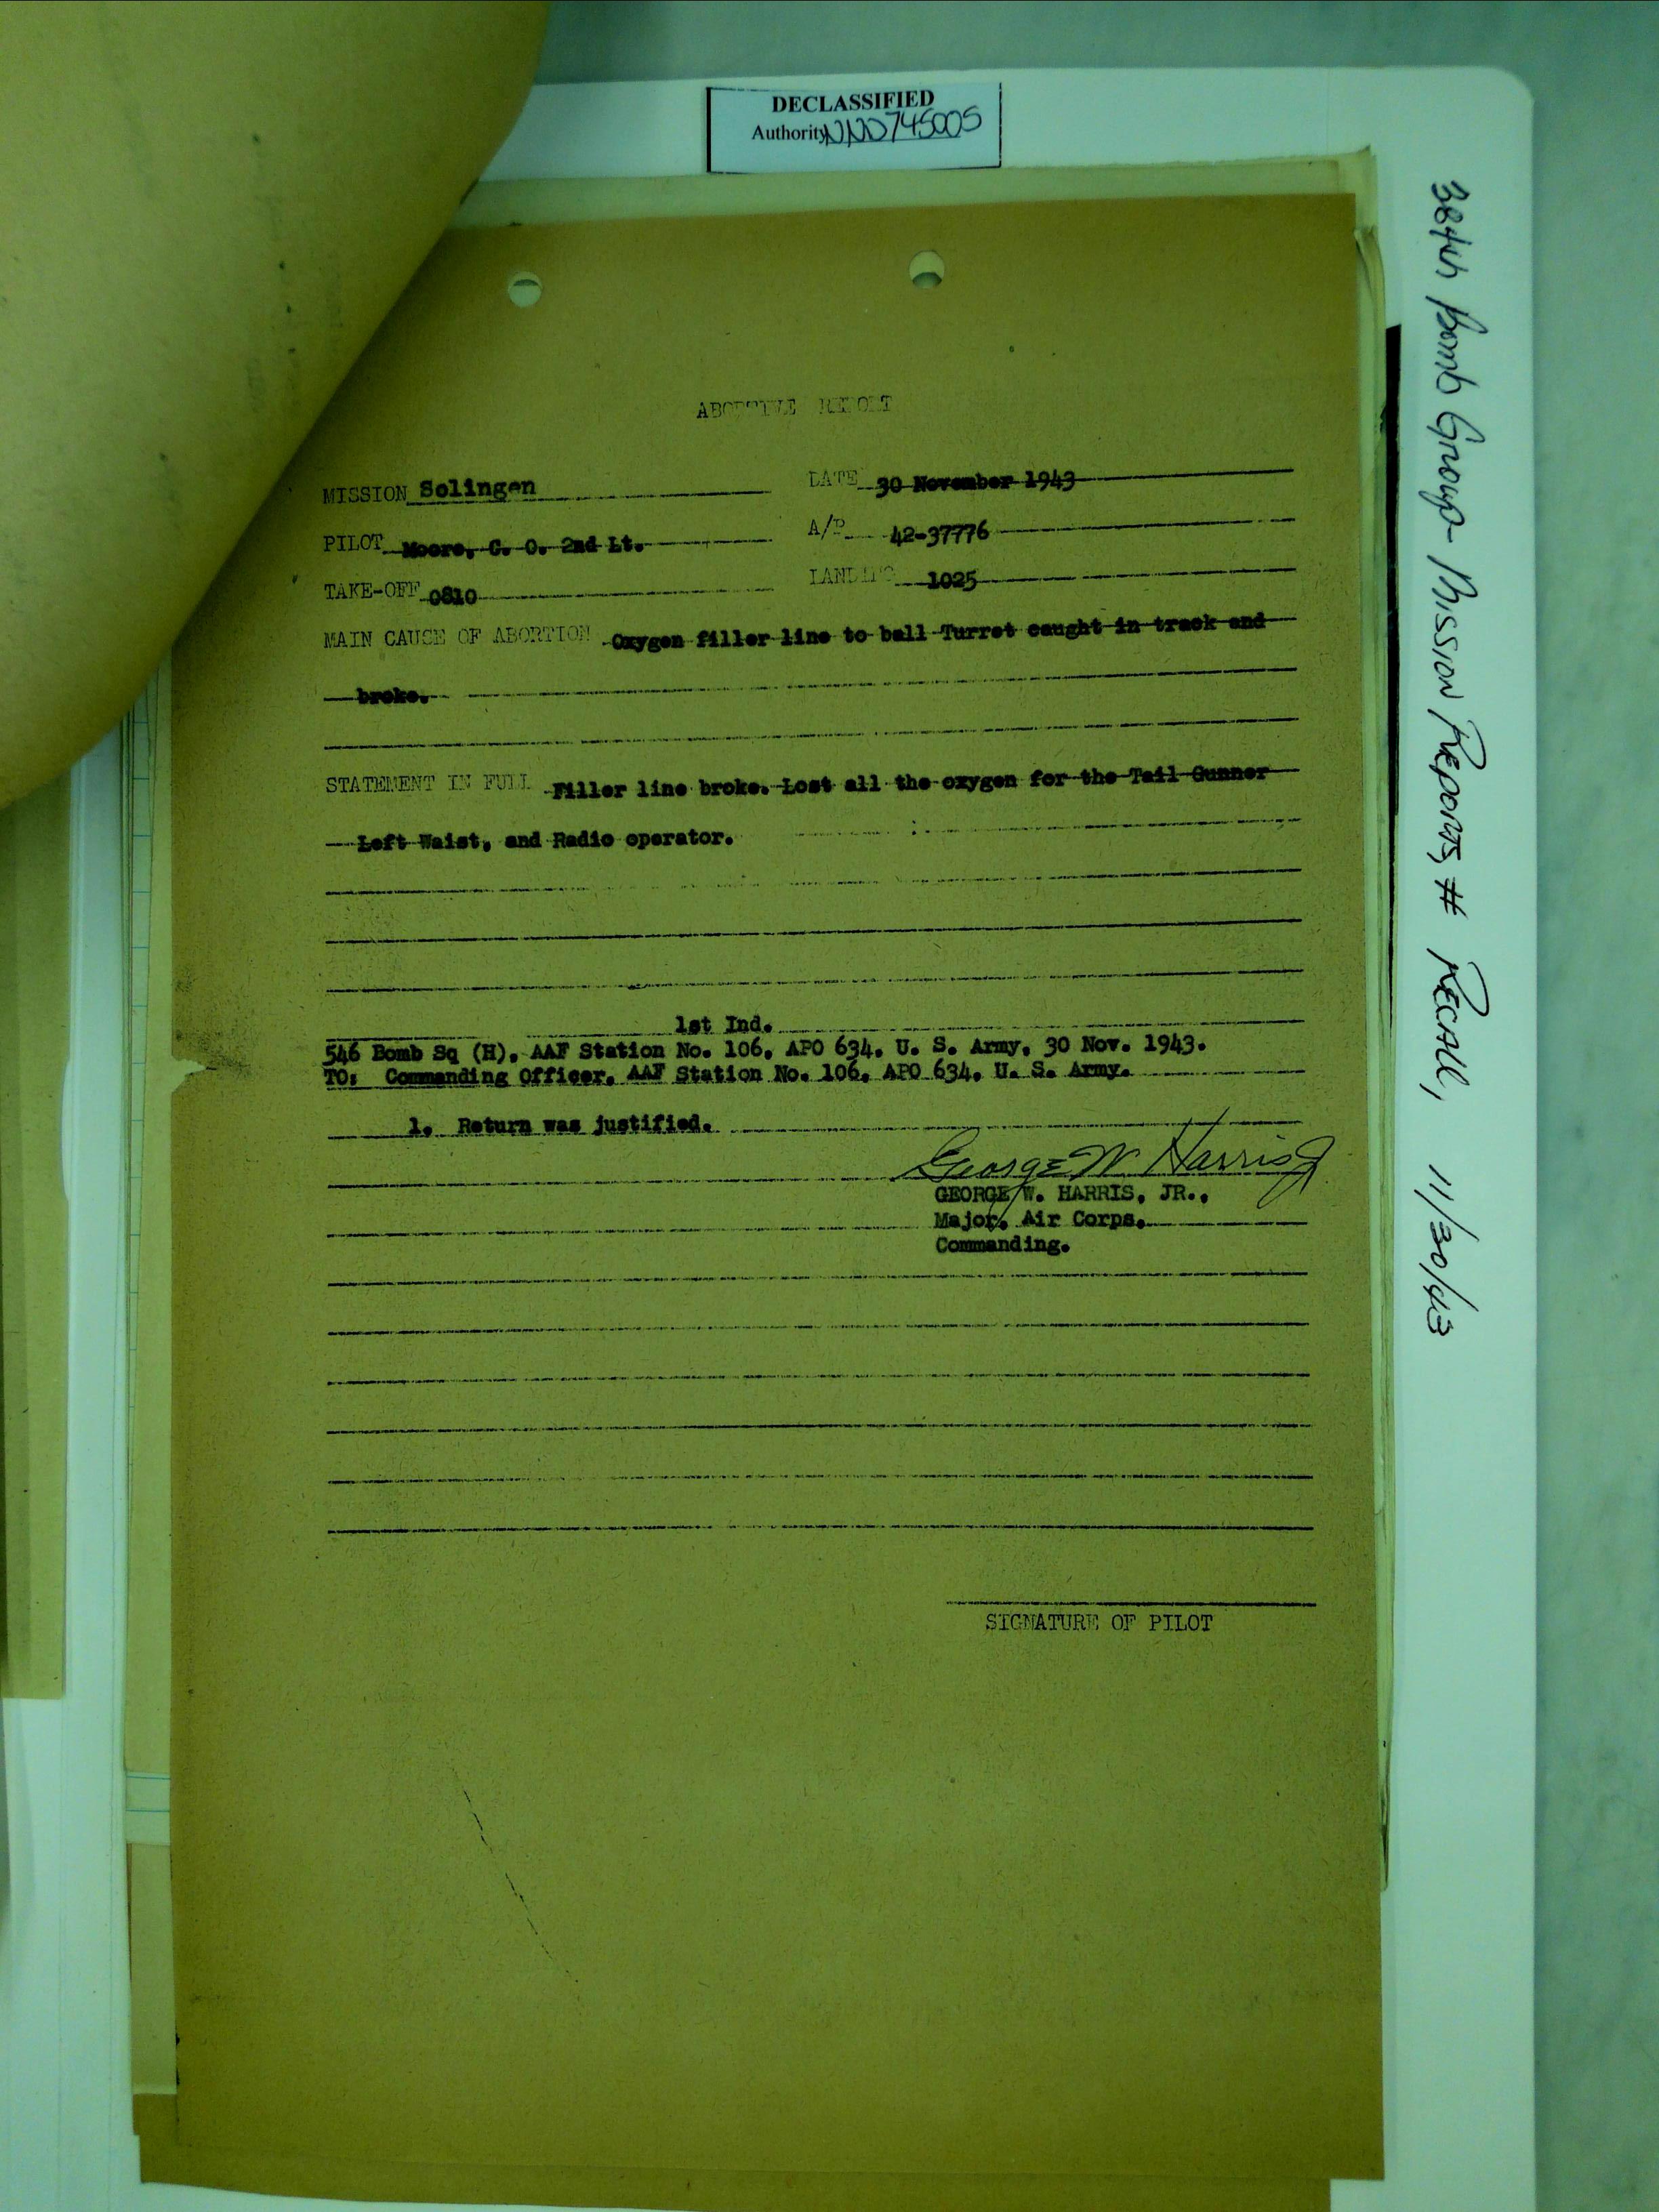 DECLASSIFIED
Authority NND745005
384th Bomb Group - Mission Reports, # Recall, 11/30/43
ABORTIVE REPORT
MISSION Solingen DATE 30 November 1943
PILOT Moore, C. O. 2nd Lt. A/P 42-37776
TAKE-OFF 0810 LANDING 1025
MAIN CAUSE OF ABORTION Oxygen filler line to ball Turret caught in track and
broke.
STATEMENT IN FULL Filler line broke. Lost all the oxygen for the Tail Gunner
Left Waist, and Radio operator.
1st Ind.
546 Bomb Sq (H), AAF Station No. 106, APO 634, U. S. Army, 30 Nov. 1943.
TO: Commanding Officer, AAF Station No. 106, APO 634, U. S. Army.
1. Return was justified.
George W Harris Jr
GEORGE W. HARRIS, JR.,
Major, Air Corps,
Commanding.
SIGNATURE OF PILOT